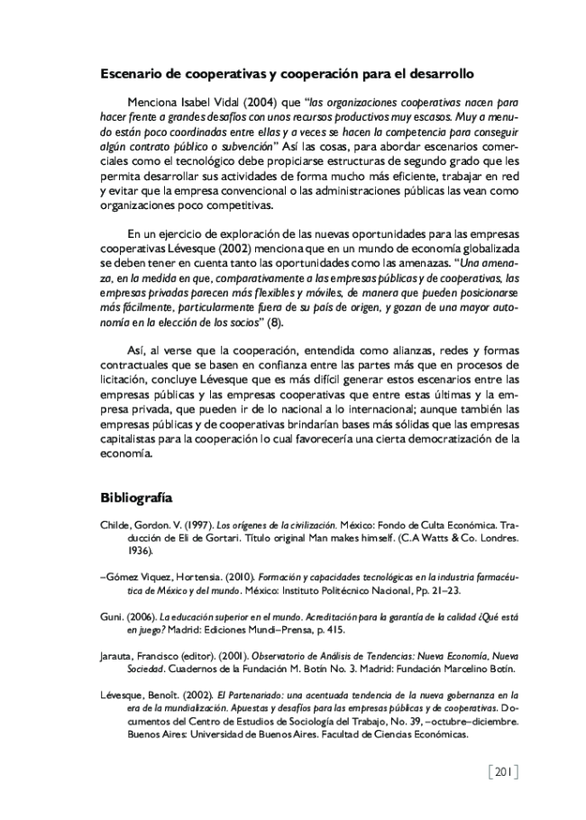 Escenario de cooperativas y cooperación para el desarrollo
Menciona Isabel Vidal (2004) que “las organizaciones cooperativas nacen para
hacer frente a grandes desafíos con unos recursos productivos muy escasos. Muy a menu-
do están poco coordinadas entre ellas y a veces se hacen la competencia para conseguir
algún contrato público o subvención” Así las cosas, para abordar escenarios comer-
ciales como el tecnológico debe propiciarse estructuras de segundo grado que les
permita desarrollar sus actividades de forma mucho más eficiente, trabajar en red
y evitar que la empresa convencional o las administraciones públicas las vean como
organizaciones poco competitivas.
En un ejercicio de exploración de las nuevas oportunidades para las empresas
cooperativas Lévesque (2002) menciona que en un mundo de economía globalizada
se deben tener en cuenta tanto las oportunidades como las amenazas. “Una amena-
za, en la medida en que, comparativamente a las empresas públicas y de cooperativas, las
empresas privadas parecen más flexibles y móviles, de manera que pueden posicionarse
más fácilmente, particularmente fuera de su país de origen, y gozan de una mayor auto-
nomía en la elección de los socios” (8).
Así, al verse que la cooperación, entendida como alianzas, redes y formas
contractuales que se basen en confianza entre las partes más que en procesos de
licitación, concluye Lévesque que es más difícil generar estos escenarios entre las
empresas públicas y las empresas cooperativas que entre estas últimas y la em-
presa privada, que pueden ir de lo nacional a lo internacional; aunque también las
empresas públicas y de cooperativas brindarían bases más sólidas que las empresas
capitalistas para la cooperación lo cual favorecería una cierta democratización de la
economía.
Bibliografía
Childe, Gordon. V. (1997). Los orígenes de la civilización. México: Fondo de Culta Económica. Tra-
ducción de Eli de Gortari. Título original Man makes himself. (C.A Watts & Co. Londres.
1936).
–Gómez Viquez, Hortensia. (2010). Formación y capacidades tecnológicas en la industria farmacéu-
tica de México y del mundo. México: Instituto Politécnico Nacional, Pp. 21–23.
Guni. (2006). La educación superior en el mundo. Acreditación para la garantía de la calidad ¿Qué está
en juego? Madrid: Ediciones Mundi–Prensa, p. 415.
Jarauta, Francisco (editor). (2001). Observatorio de Análisis de Tendencias: Nueva Economía, Nueva
Sociedad. Cuadernos de la Fundación M. Botín No. 3. Madrid: Fundación Marcelino Botín.
Lévesque, Benoît. (2002). El Partenariado: una acentuada tendencia de la nueva gobernanza en la
era de la mundialización. Apuestas y desafíos para las empresas públicas y de cooperativas. Do-
cumentos del Centro de Estudios de Sociología del Trabajo, No. 39, –octubre–diciembre.
Buenos Aires: Universidad de Buenos Aires. Facultad de Ciencias Económicas.
[201]